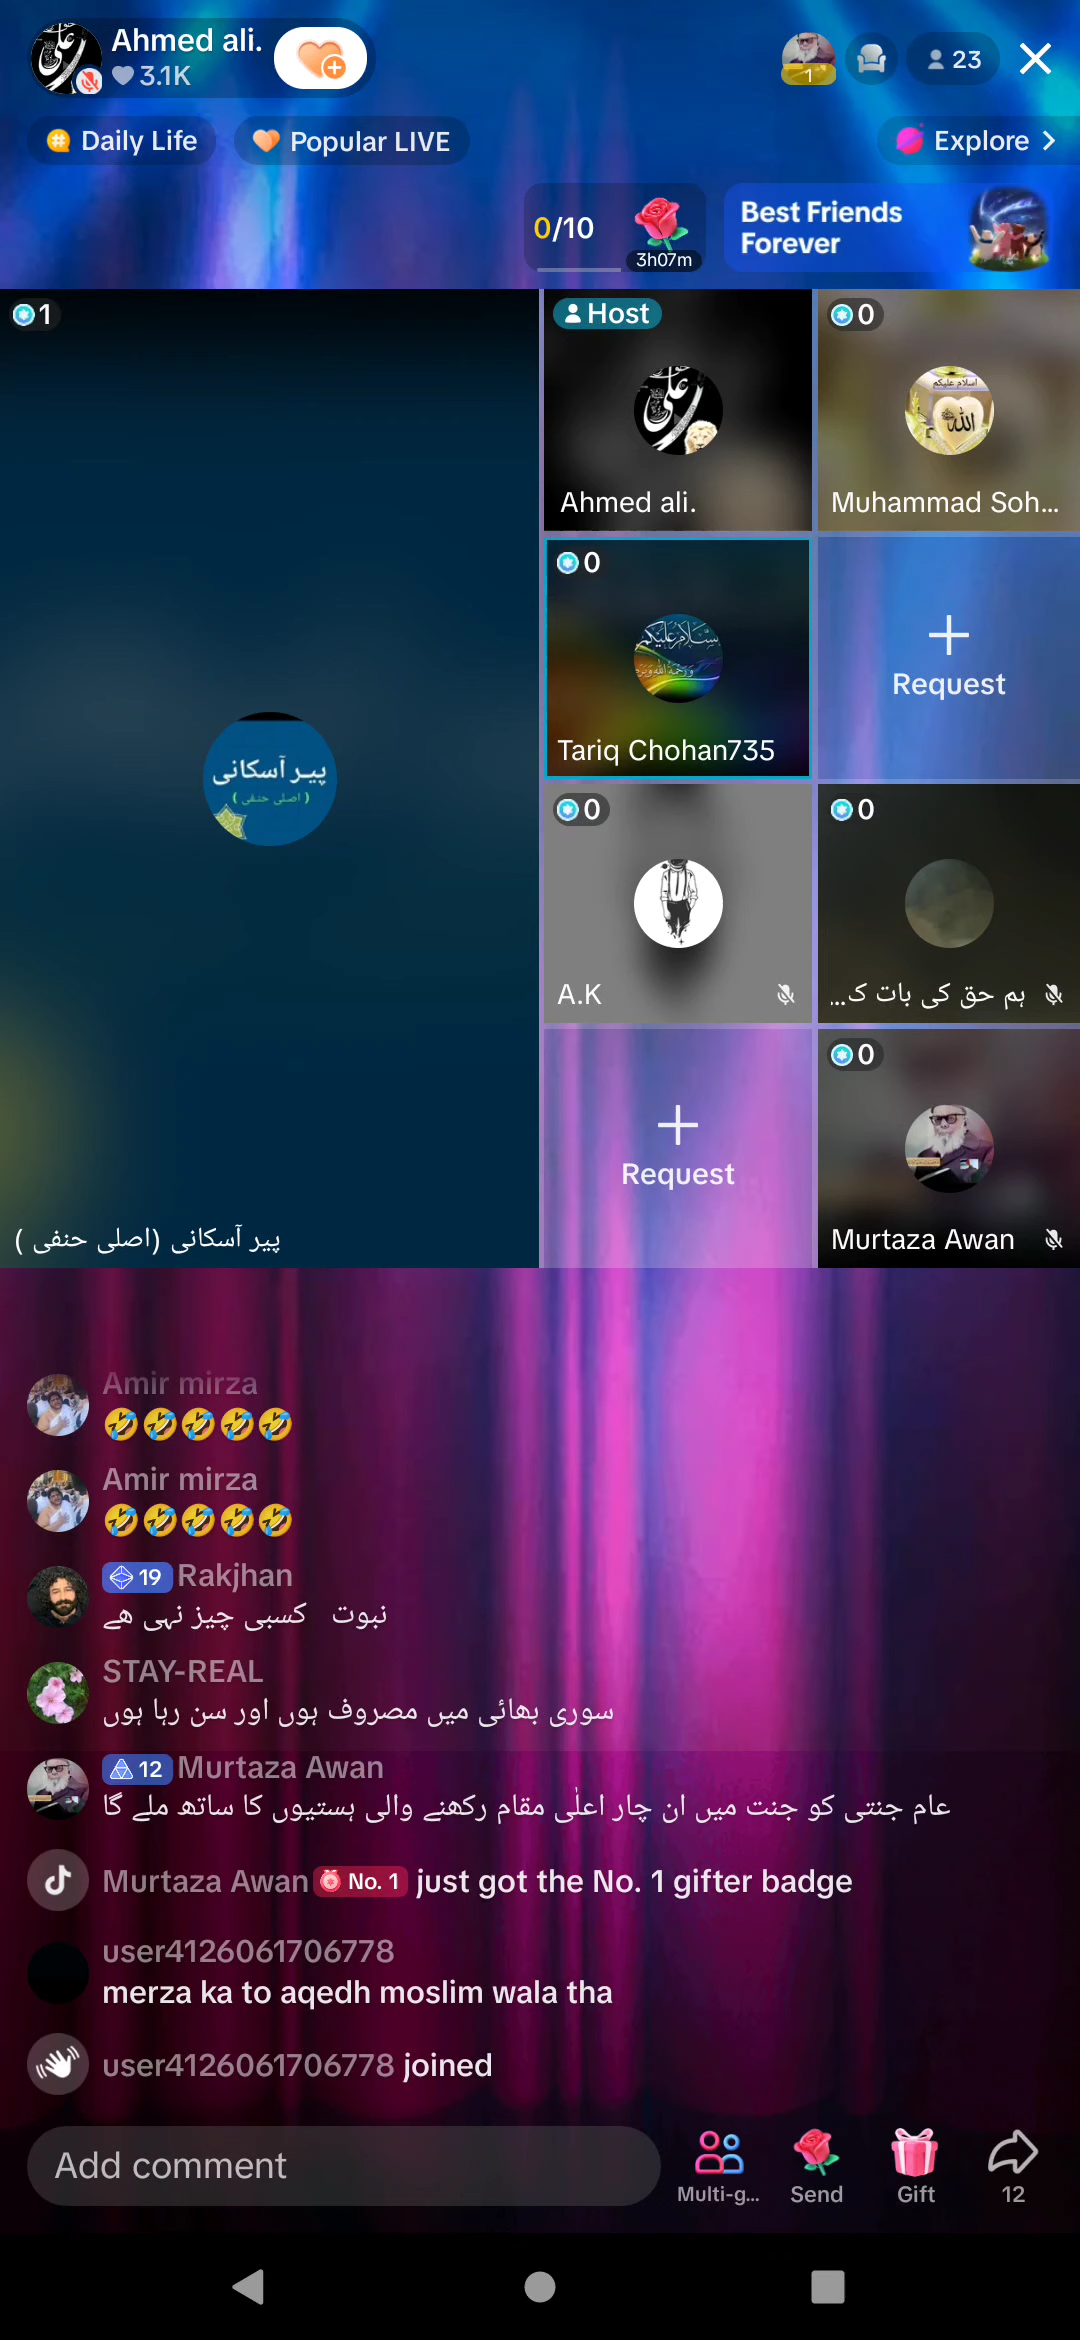 Ahmed ali.
3.1K
1
23
Daily Life
Popular LIVE
Explore
0/10
3h07m
Best Friends
Forever
1
Host
0
علی
السلام علیکم
الله
Ahmed ali.
Muhammad Soh...
0
Request
Tariq Chohan735
پیر آسکانی
( اصلی حنفی )
0
0
A.K
ہم حق کی بات ک...
Request
0
Murtaza Awan
پیر آسکانی (اصلی حنفی )
Amir mirza
🤣🤣🤣🤣🤣
Amir mirza
🤣🤣🤣🤣🤣
19 Rakjhan
نبوت کسبی چیز نہی ھے
STAY-REAL
سوری بھائی میں مصروف ہوں اور سن رہا ہوں
12 Murtaza Awan
عام جنتی کو جنت میں ان چار اعلٰی مقام رکھنے والی ہستیوں کا ساتھ ملے گا
Murtaza Awan No. 1 just got the No. 1 gifter badge
user4126061706778
merza ka to aqedh moslim wala tha
user4126061706778 joined
Add comment
Multi-g...
Send
Gift
12